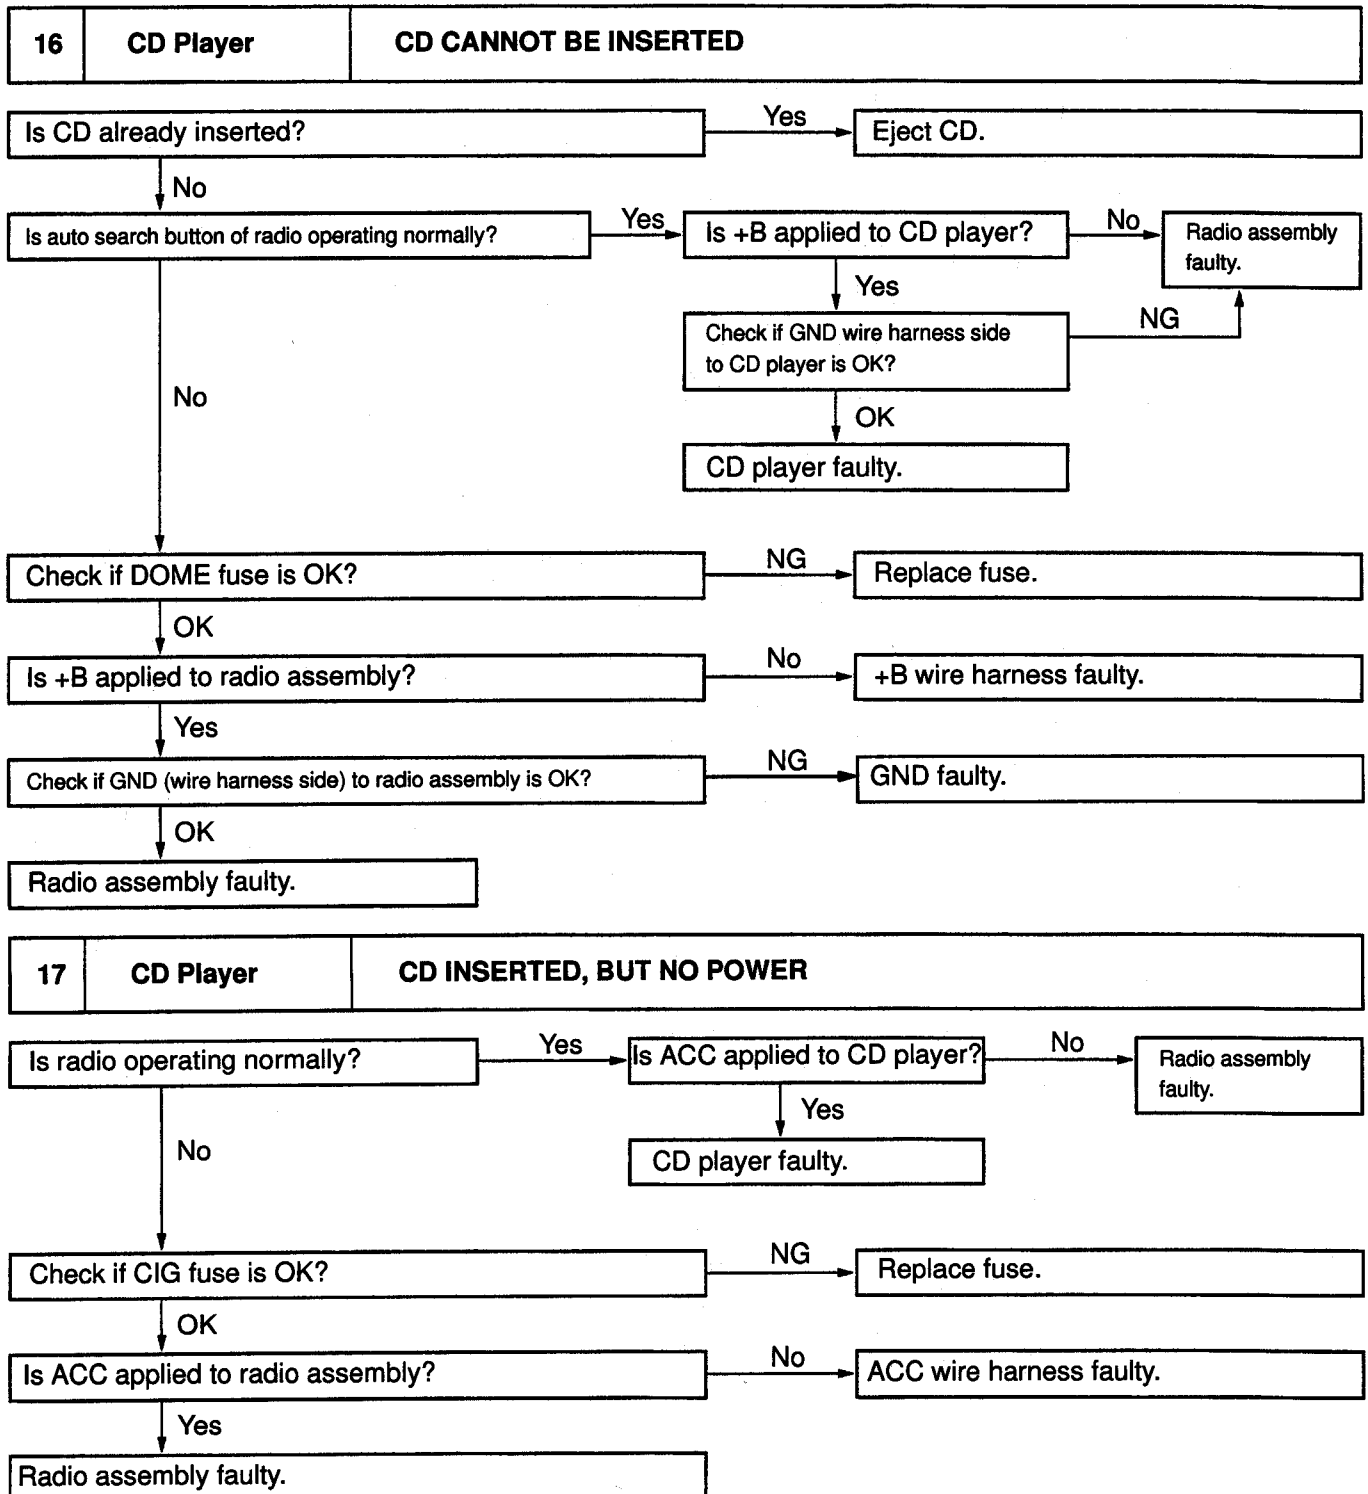 16 CD Player CD CANNOT BE INSERTED
Is CD already inserted? Yes Eject CD.
No
Is auto search button of radio operating normally? Yes Is +B applied to CD player? No Radio assembly
faulty.
Yes
Check if GND wire harness side
to CD player is OK?
NG
No
OK
CD player faulty.
Check if DOME fuse is OK? NG Replace fuse.
OK
Is +B applied to radio assembly? No +B wire harness faulty.
Yes
Check if GND (wire harness side) to radio assembly is OK? NG GND faulty.
OK
Radio assembly faulty.
17 CD Player CD INSERTED, BUT NO POWER
Is radio operating normally? Yes Is ACC applied to CD player? No Radio assembly
faulty.
Yes
No
CD player faulty.
Check if CIG fuse is OK? NG Replace fuse.
OK
Is ACC applied to radio assembly? No ACC wire harness faulty.
Yes
Radio assembly faulty.